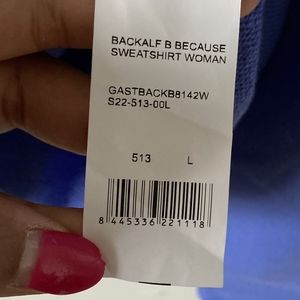 BACKALF B BECAUSE
SWEATSHIRT WOMAN
GASTBACKB8142W
S22-513-00L
513 L
8 445336 221118